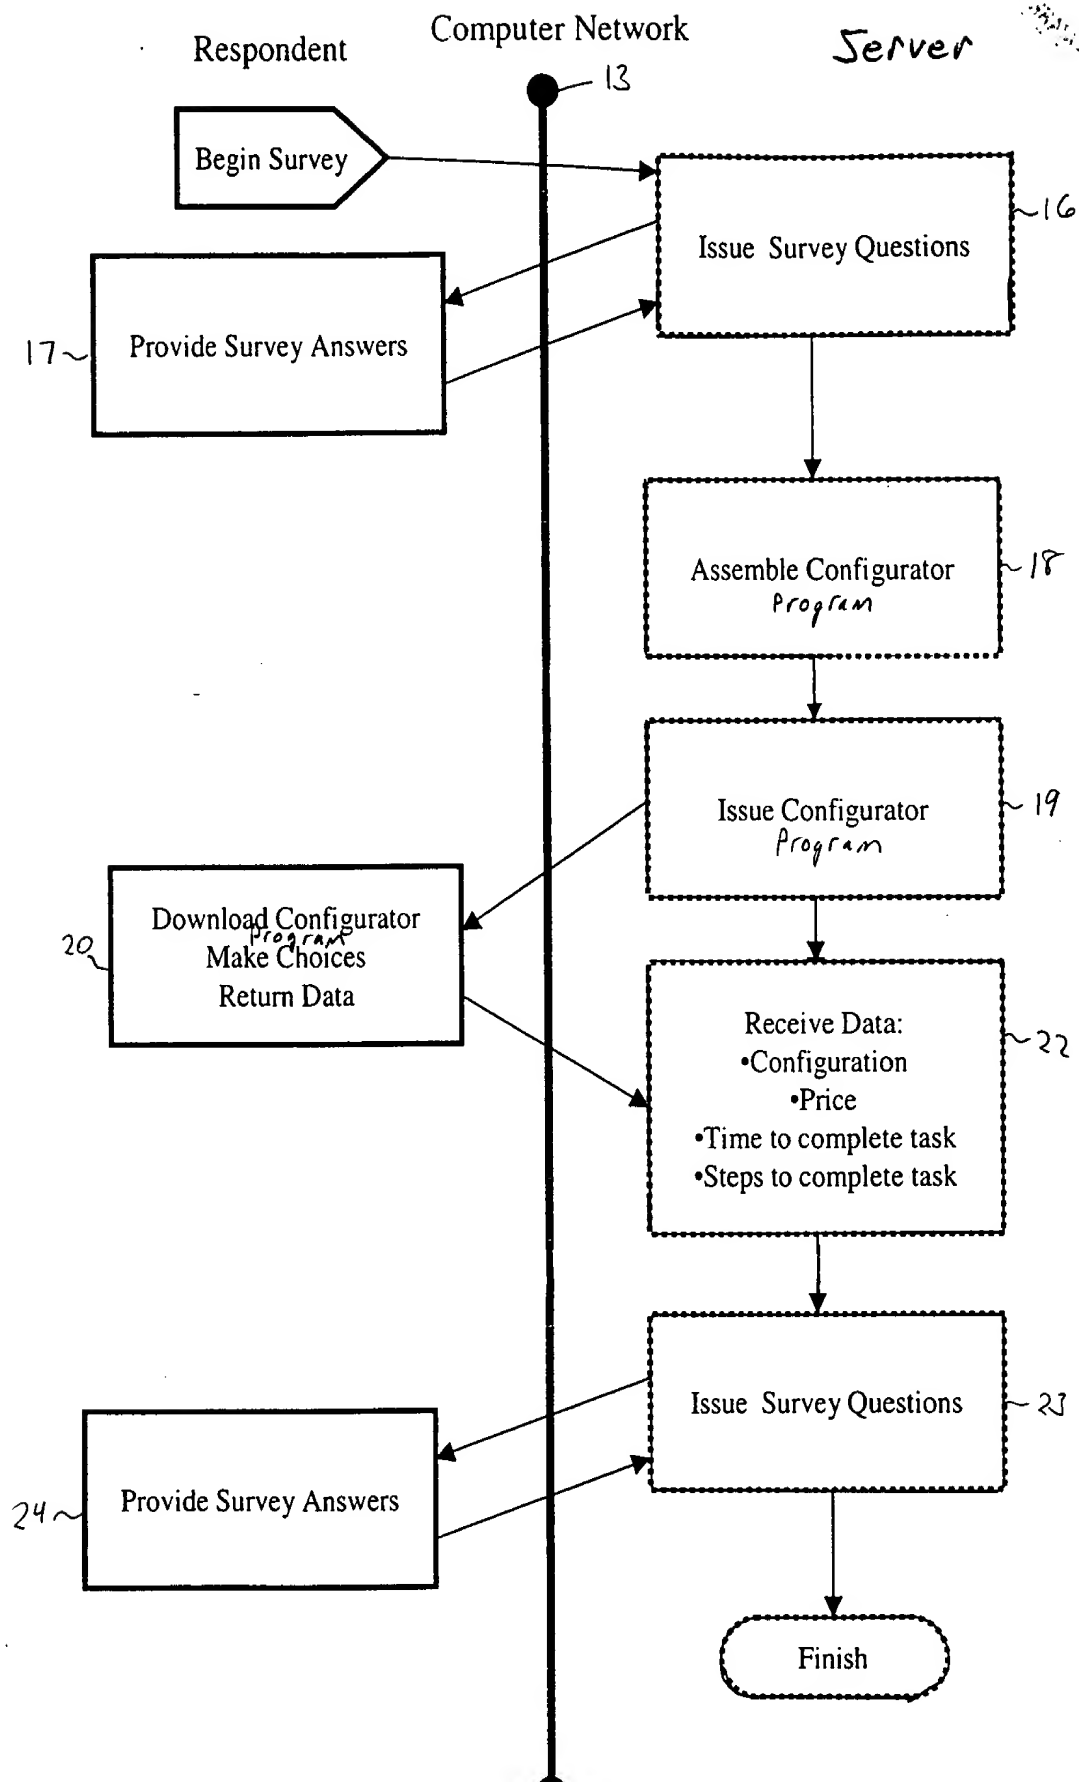 Respondent
Computer Network
Server
13
Begin Survey
Issue Survey Questions
16
17
Provide Survey Answers
Assemble Configurator
Program
18
Issue Configurator
Program
19
20
Download Configurator
Program
Make Choices
Return Data
Receive Data:
•Configuration
•Price
•Time to complete task
•Steps to complete task
22
Issue Survey Questions
23
24
Provide Survey Answers
Finish